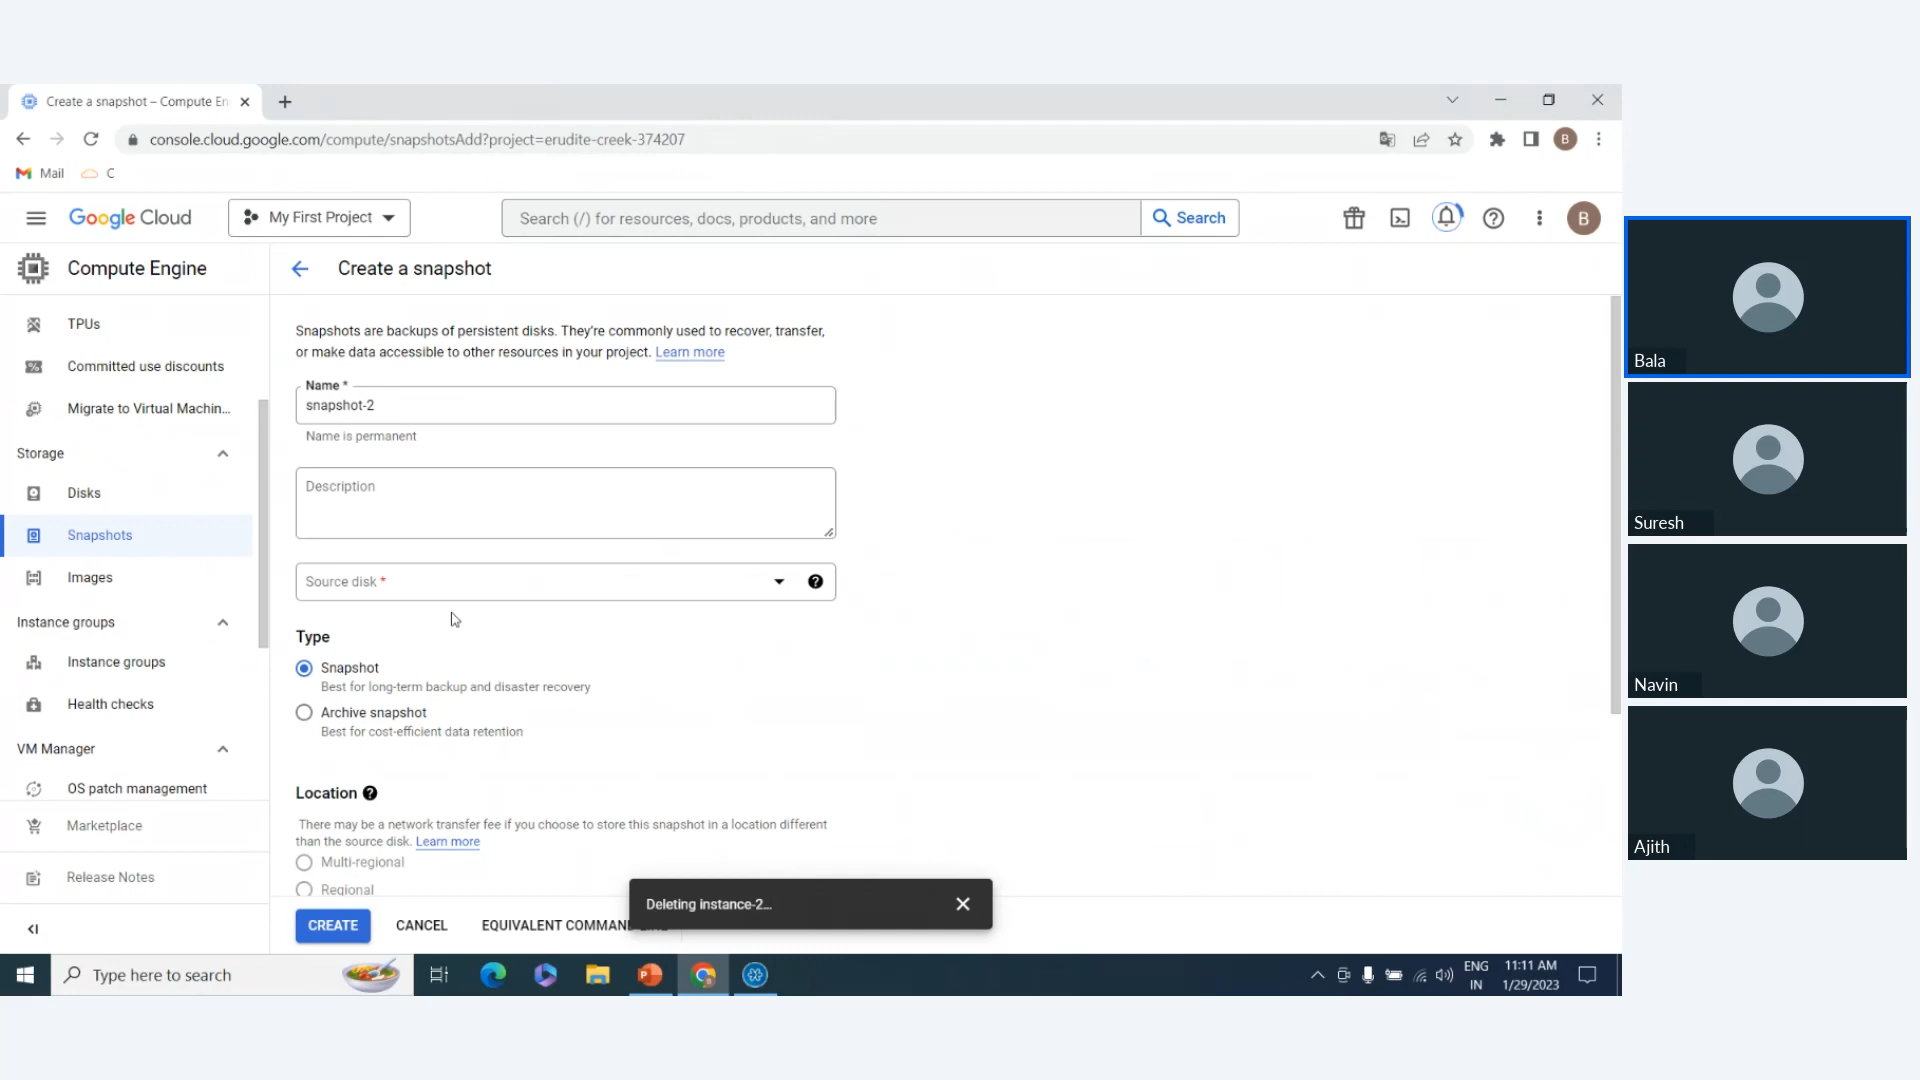 Create a snapshot – Compute En
console.cloud.google.com/compute/snapshotsAdd?project=erudite-creek-374207
B
Mail
C
Google Cloud
My First Project
Search (/) for resources, docs, products, and more
Search
B
Compute Engine
Create a snapshot
TPUs
Committed use discounts
Migrate to Virtual Machin...
Storage
Disks
Snapshots
Images
Instance groups
Instance groups
Health checks
VM Manager
OS patch management
Marketplace
Release Notes
Snapshots are backups of persistent disks. They're commonly used to recover, transfer,
or make data accessible to other resources in your project. Learn more
Name *
snapshot-2
Name is permanent
Description
Source disk *
Type
Snapshot
Best for long-term backup and disaster recovery
Archive snapshot
Best for cost-efficient data retention
Location
There may be a network transfer fee if you choose to store this snapshot in a location different
than the source disk. Learn more
Multi-regional
Regional
CREATE
CANCEL
EQUIVALENT COMMAND
Deleting instance-2...
Type here to search
ENG
IN
11:11 AM
1/29/2023
Bala
Suresh
Navin
Ajith